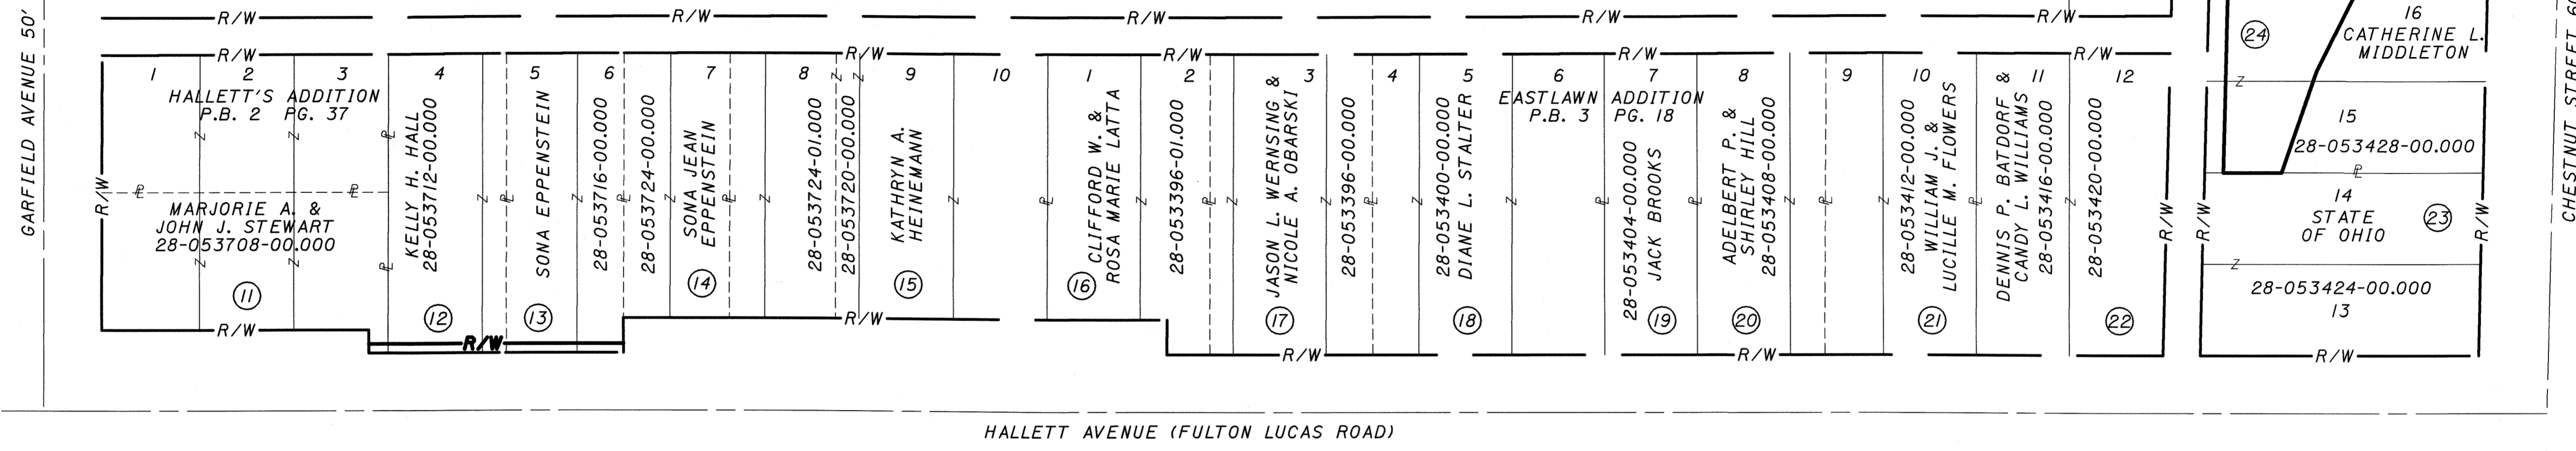 GARFIELD AVENUE 50'
R/W
R/W
R/W
R/W
R/W
R/W
R/W
R/W
R/W
R/W
1
2
3
4
5
6
7
8
9
10
HALLETT'S ADDITION
P.B. 2 PG. 37
R/W
MARJORIE A. &
JOHN J. STEWART
28-053708-00.000
11
R/W
KELLY H. HALL
28-053712-00.000
12
R/W
SONA EPPENSTEIN
13
28-053716-00.000
28-053724-00.000
SONA JEAN
EPPENSTEIN
14
28-053724-01.000
28-053720-00.000
R/W
KATHRYN A.
HEINEMANN
15
1
2
3
4
5
6
7
8
9
10
11
12
EASTLAWN ADDITION
P.B. 3 PG. 18
CLIFFORD W. &
ROSA MARIE LATTA
16
28-053396-01.000
JASON L. WERNSING &
NICOLE A. OBARSKI
17
R/W
28-053396-00.000
28-053400-00.000
DIANE L. STALTER
18
28-053404-00.000
JACK BROOKS
19
ADELBERT P. &
SHIRLEY HILL
28-053408-00.000
20
R/W
28-053412-00.000
WILLIAM J. &
LUCILLE M. FLOWERS
21
DENNIS P. BATDORF &
CANDY L. WILLIAMS
28-053416-00.000
28-053420-00.000
22
R/W
R/W
24
16
CATHERINE L.
MIDDLETON
15
28-053428-00.000
14
STATE
OF OHIO
23
R/W
28-053424-00.000
13
R/W
HALLETT AVENUE (FULTON LUCAS ROAD)
CHESTNUT STREET